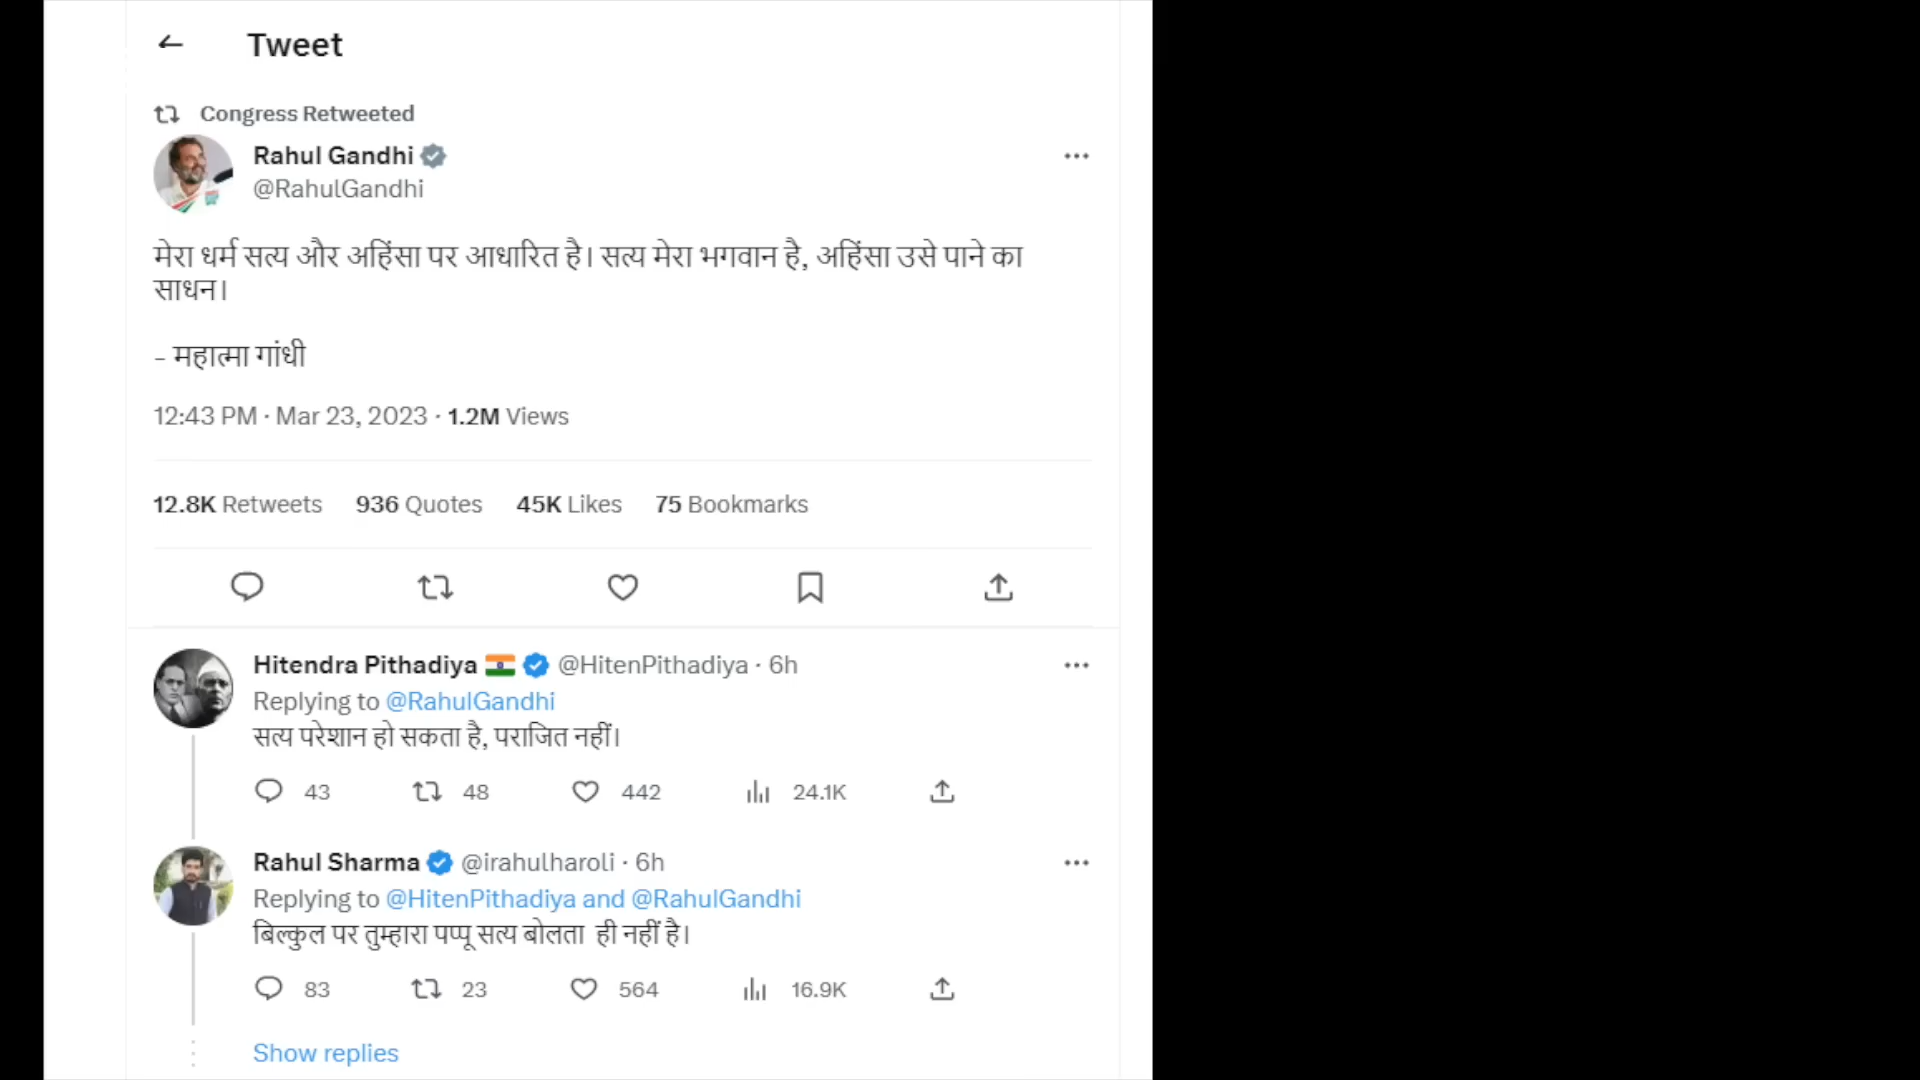 Tweet
Congress Retweeted
Rahul Gandhi
@RahulGandhi
मेरा धर्म सत्य और अहिंसा पर आधारित है। सत्य मेरा भगवान है, अहिंसा उसे पाने का
साधन।
- महात्मा गांधी
12:43 PM · Mar 23, 2023 · 1.2M Views
12.8K Retweets 936 Quotes 45K Likes 75 Bookmarks
Hitendra Pithadiya @HitenPithadiya · 6h
Replying to @RahulGandhi
सत्य परेशान हो सकता है, पराजित नहीं।
43 48 442 24.1K
Rahul Sharma @irahulharoli · 6h
Replying to @HitenPithadiya and @RahulGandhi
बिल्कुल पर तुम्हारा पप्पू सत्य बोलता ही नहीं है।
83 23 564 16.9K
Show replies